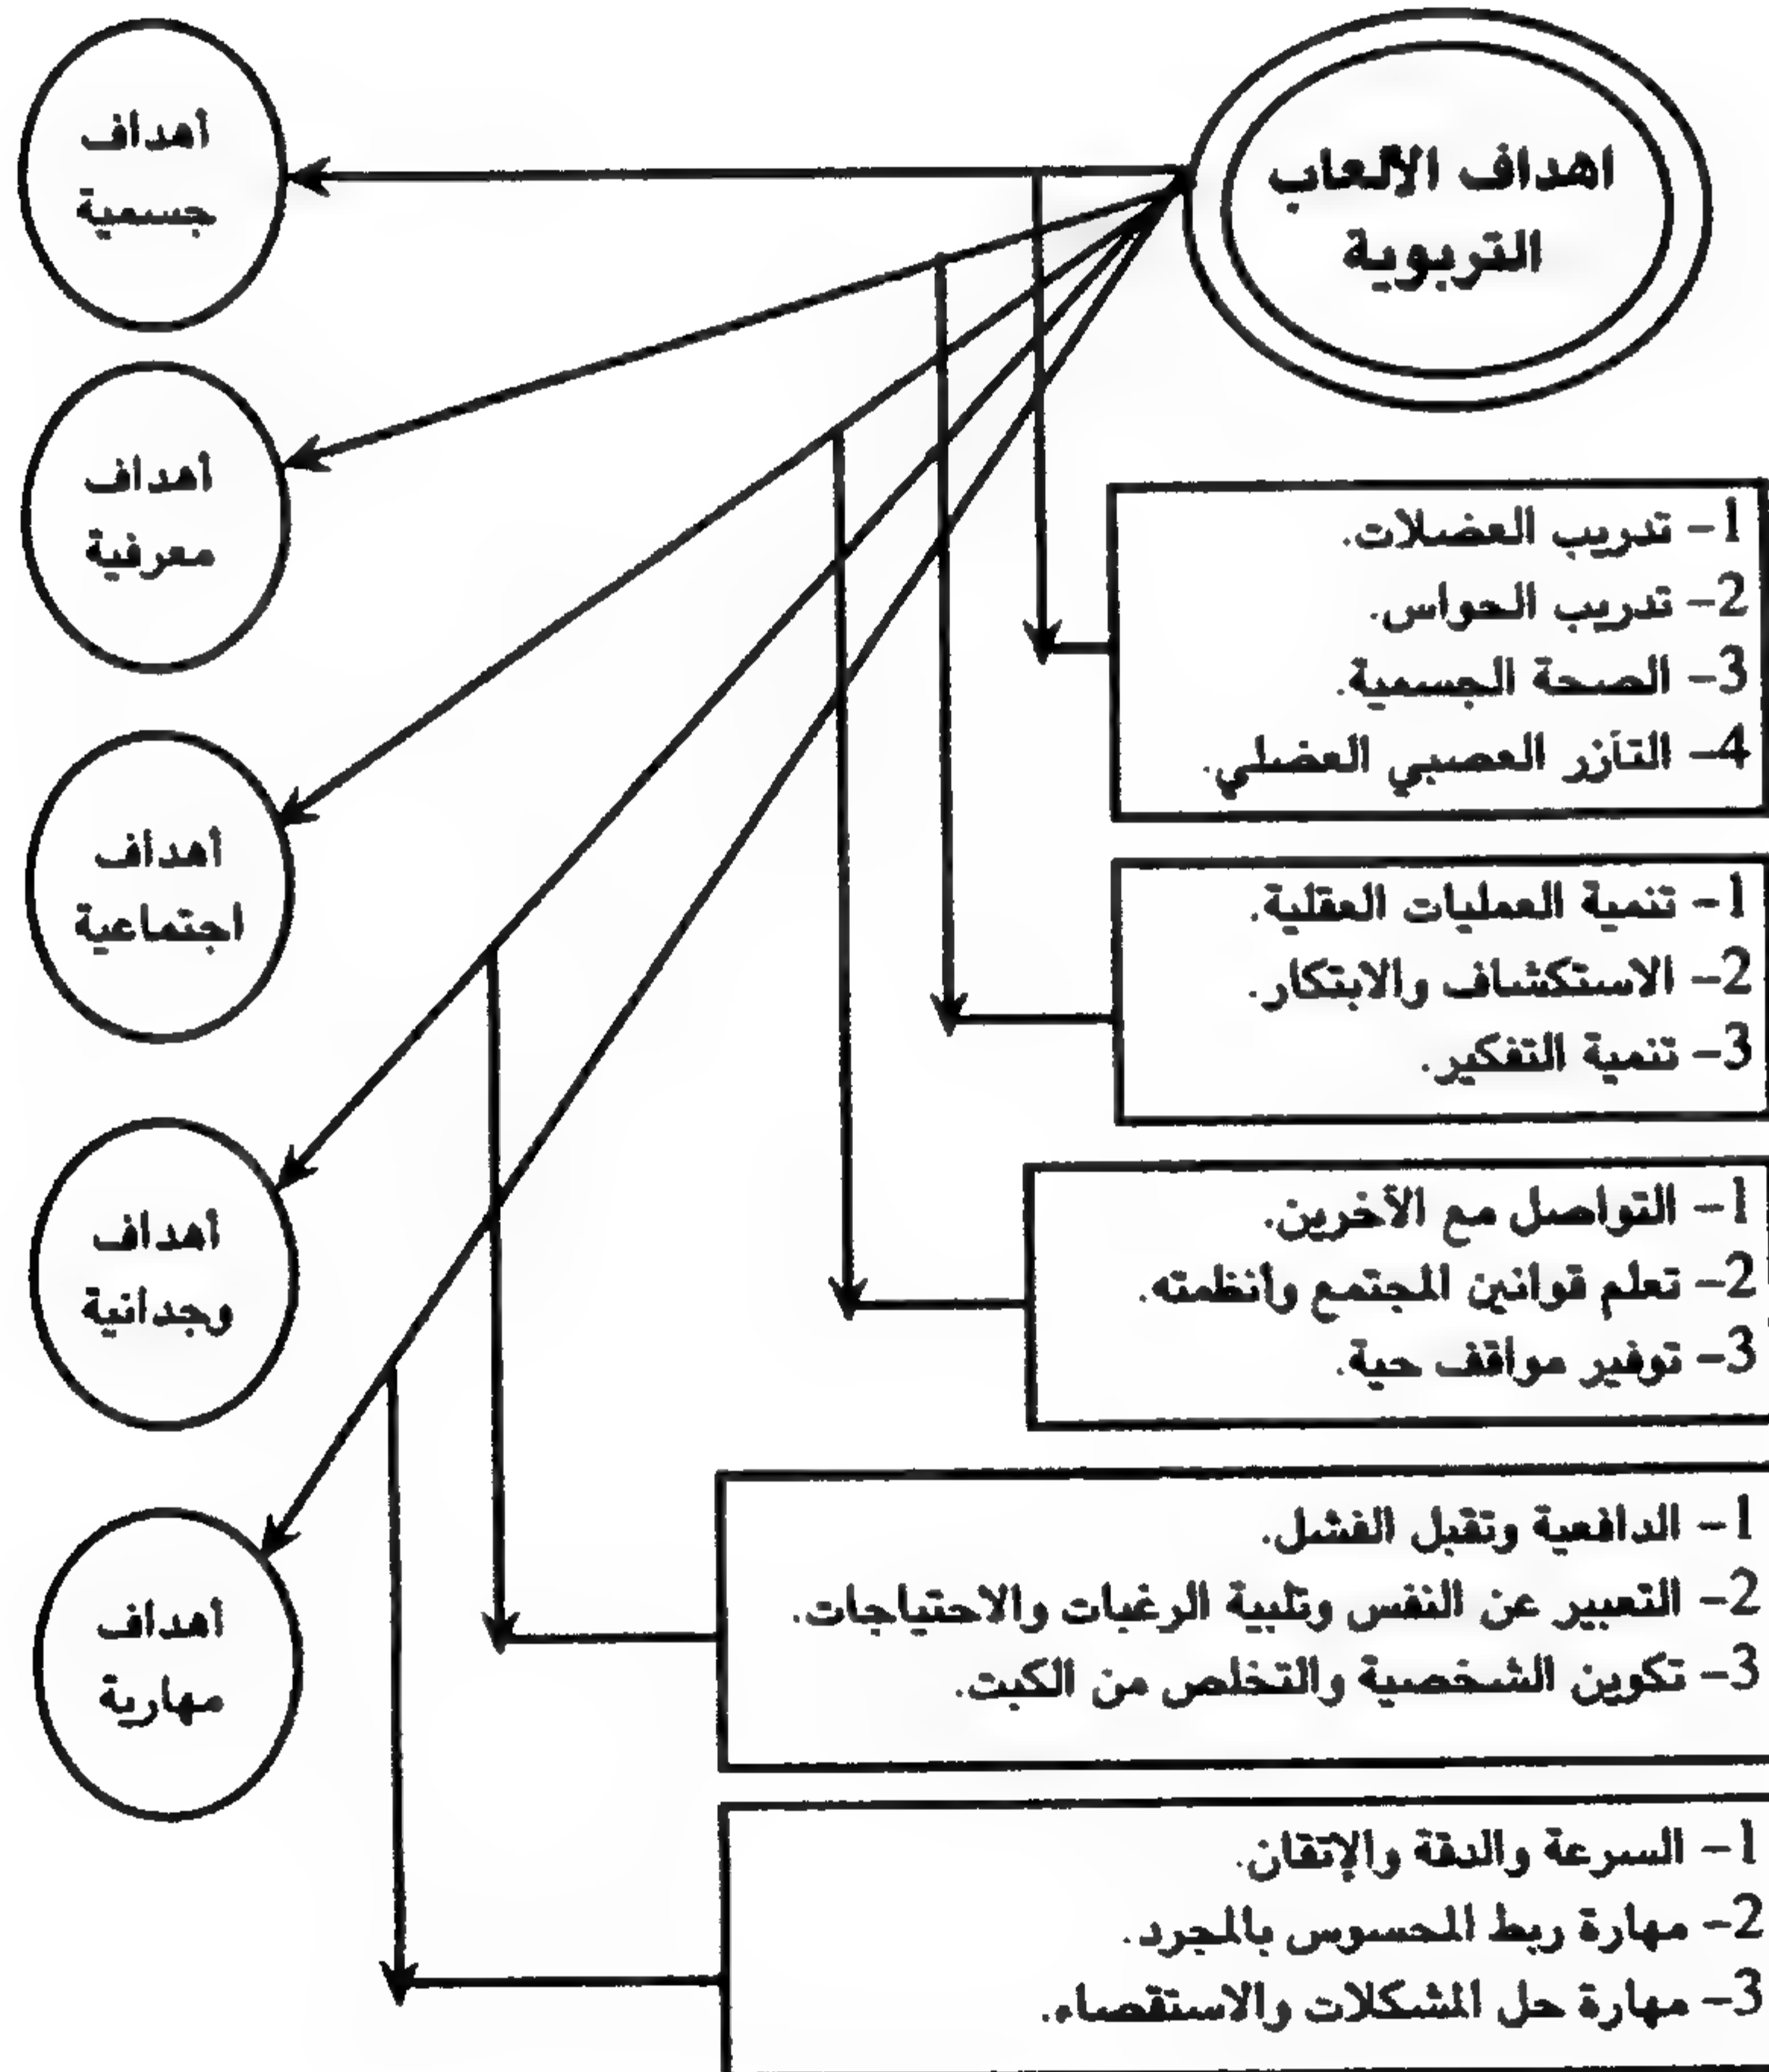 اهداف الألعاب
التربوية
أهداف
جسمية
أهداف
معرفية
أهداف
اجتماعية
أهداف
وجدانية
أهداف
مهارية
1- تدريب العضلات.
2- تدريب الحواس.
3- الصحة الجسمية.
4- التآزر العصبي العضلي.
1- تنمية العمليات العقلية.
2- الاستكشاف والابتكار.
3- تنمية التفكير.
1- التواصل مع الآخرين.
2- تعلم قوانين المجتمع وأنظمته.
3- توفير مواقف حية.
1- الدافعية وتقبل الفشل.
2- التعبير عن النفس وتلبية الرغبات والاحتياجات.
3- تكوين الشخصية والتخلص من الكبت.
1- السرعة والدقة والإتقان.
2- مهارة ربط المحسوس بالمجرد.
3- مهارة حل المشكلات والاستقصاء.